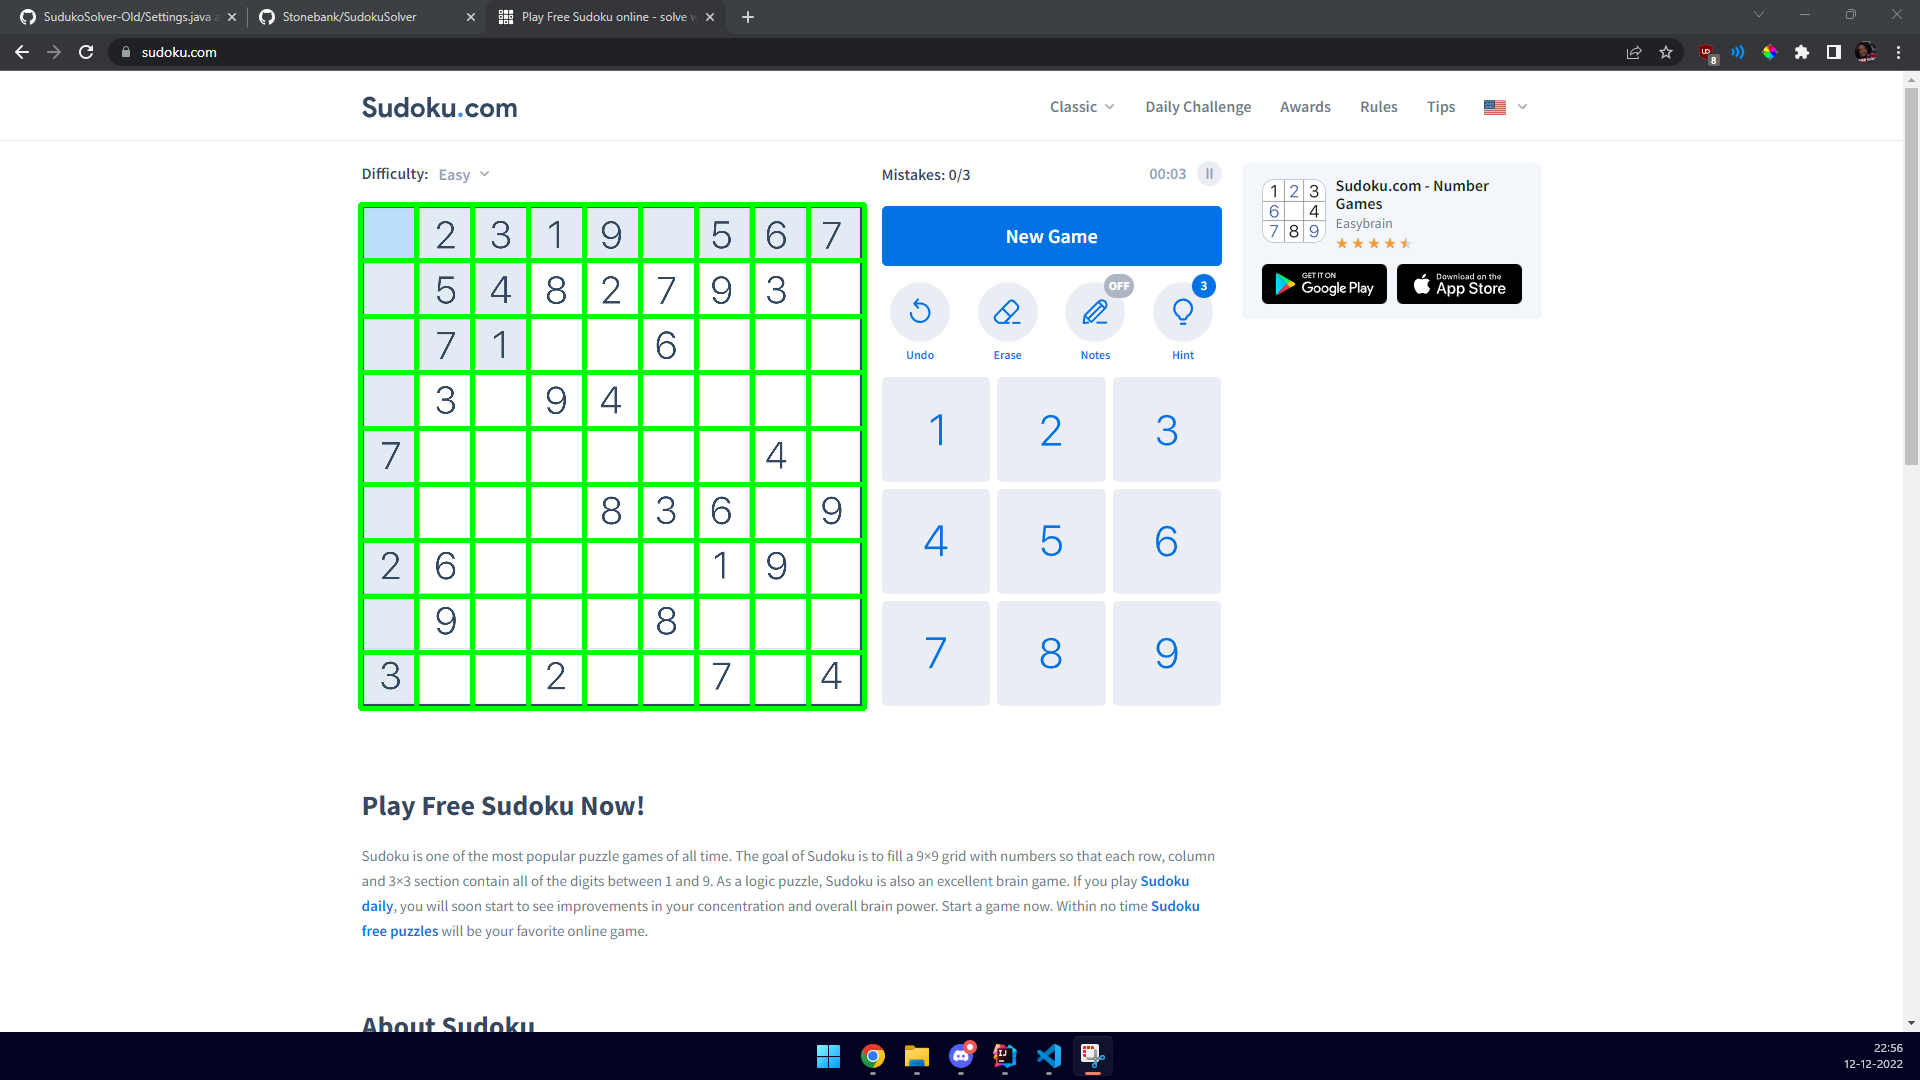 SudukoSolver-Old/Settings.java a
Stonebank/SudokuSolver
Play Free Sudoku online - solve w
sudoku.com
8
Sudoku.com
Classic
Daily Challenge
Awards
Rules
Tips
Difficulty: Easy
Mistakes: 0/3
00:03
2 3 1 9 5 6 7
5 4 8 2 7 9 3
7 1 6
3 9 4
7 4
8 3 6 9
2 6 1 9
9 8
3 2 7 4
New Game
OFF
3
Undo
Erase
Notes
Hint
1 2 3
4 5 6
7 8 9
1 2 3
6 4
7 8 9
Sudoku.com - Number
Games
Easybrain
GET IT ON
Google Play
Download on the
App Store
Play Free Sudoku Now!
Sudoku is one of the most popular puzzle games of all time. The goal of Sudoku is to fill a 9×9 grid with numbers so that each row, column
and 3×3 section contain all of the digits between 1 and 9. As a logic puzzle, Sudoku is also an excellent brain game. If you play Sudoku
daily, you will soon start to see improvements in your concentration and overall brain power. Start a game now. Within no time Sudoku
free puzzles will be your favorite online game.
About Sudoku
22:56
12-12-2022